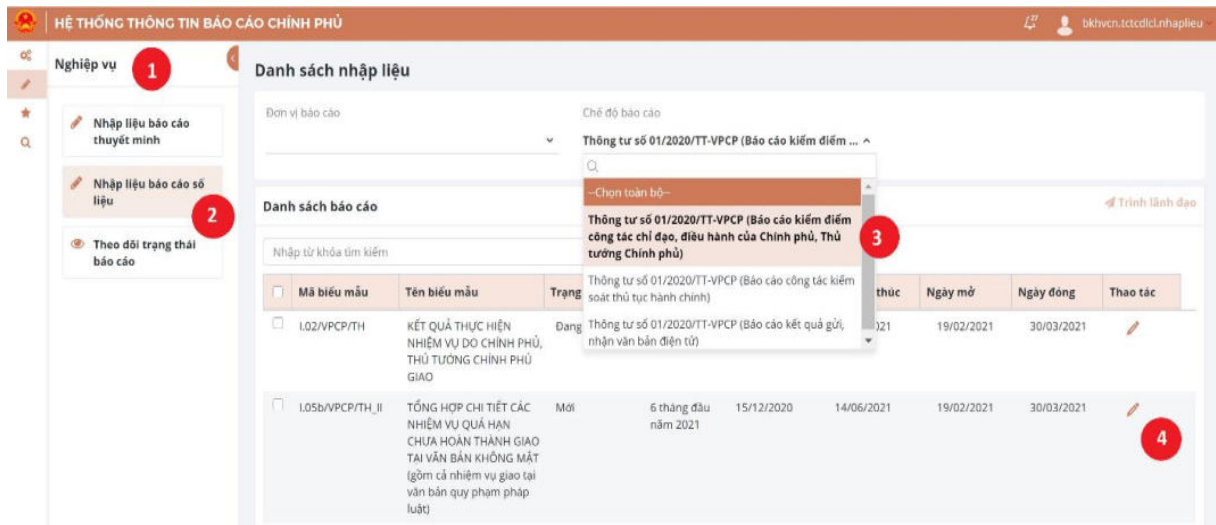 HỆ THỐNG THÔNG TIN BÁO CÁO CHÍNH PHỦ
bkhvcn.tctcdlcl.nhaplieu
Nghiệp vụ
1
Danh sách nhập liệu
Nhập liệu báo cáo
thuyết minh
Nhập liệu báo cáo số
liệu
2
Theo dõi trạng thái
báo cáo
Đơn vị báo cáo
Chế độ báo cáo
Thông tư số 01/2020/TT-VPCP (Báo cáo kiểm điểm ...
--Chọn toàn bộ--
Thông tư số 01/2020/TT-VPCP (Báo cáo kiểm điểm
công tác chỉ đạo, điều hành của Chính phủ, Thủ
tướng Chính phủ)
3
Thông tư số 01/2020/TT-VPCP (Báo cáo công tác kiểm
soát thủ tục hành chính)
Thông tư số 01/2020/TT-VPCP (Báo cáo kết quả gửi,
nhận văn bản điện tử)
Danh sách báo cáo
Trình lãnh đạo
Nhập từ khóa tìm kiếm
Mã biểu mẫu Tên biểu mẫu Trạng thúc Ngày mở Ngày đóng Thao tác
I.02/VPCP/TH KẾT QUẢ THỰC HIỆN Đang 021 19/02/2021 30/03/2021
NHIỆM VỤ DO CHÍNH PHỦ,
THỦ TƯỚNG CHÍNH PHỦ
GIAO
I.05b/VPCP/TH_II TỔNG HỢP CHI TIẾT CÁC Mới 6 tháng đầu 15/12/2020 14/06/2021 19/02/2021 30/03/2021
NHIỆM VỤ QUÁ HẠN năm 2021
CHƯA HOÀN THÀNH GIAO
4
TẠI VĂN BẢN KHÔNG MẬT
(gồm cả nhiệm vụ giao tại
văn bản quy phạm pháp
luật)